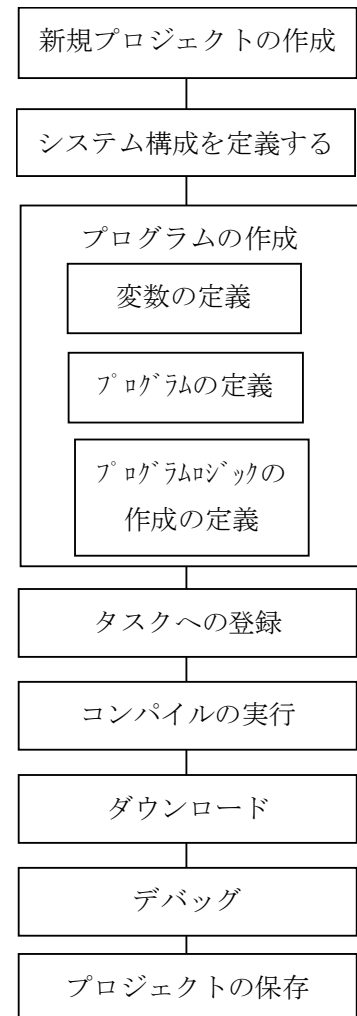 新規プロジェクトの作成
システム構成を定義する
プログラムの作成
変数の定義
ﾌﾟﾛｸﾞﾗﾑの定義
ﾌﾟﾛｸﾞﾗﾑﾛｼﾞｯｸの
作成の定義
タスクへの登録
コンパイルの実行
ダウンロード
デバッグ
プロジェクトの保存